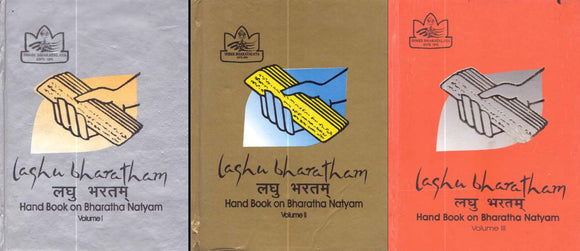 laghu bharatham
लघु भरतम्
Hand Book on Bharatha Natyam
Volume I
laghu bharatham
लघु भरतम्
Hand Book on Bharatha Natyam
Volume II
laghu bharatham
लघु भरतम्
Hand Book on Bharatha Natyam
Volume III